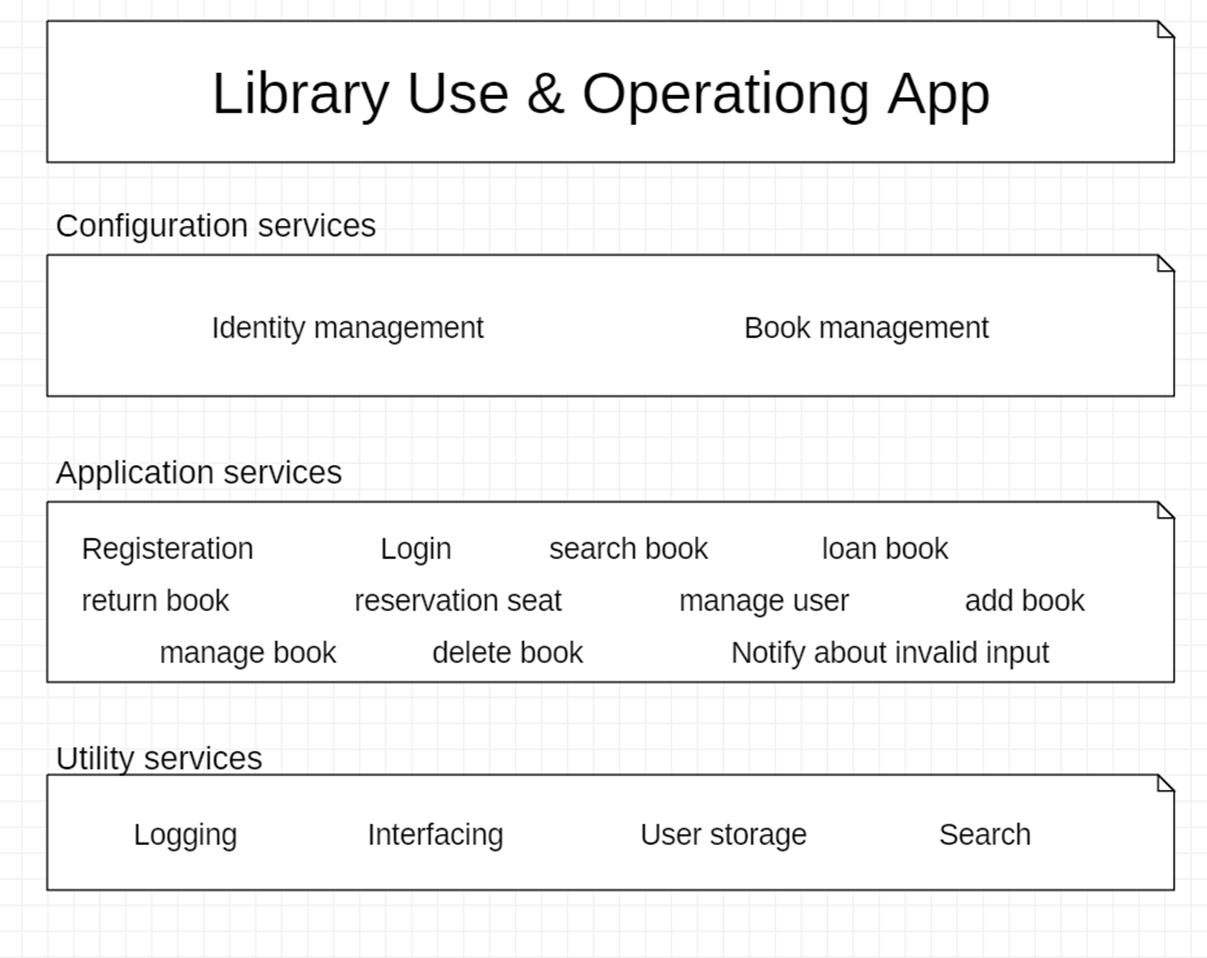 Library Use & Operationg App
Configuration services
Identity management Book management
Application services
Registeration Login search book loan book
return book reservation seat manage user add book
manage book delete book Notify about invalid input
Utility services
Logging Interfacing User storage Search